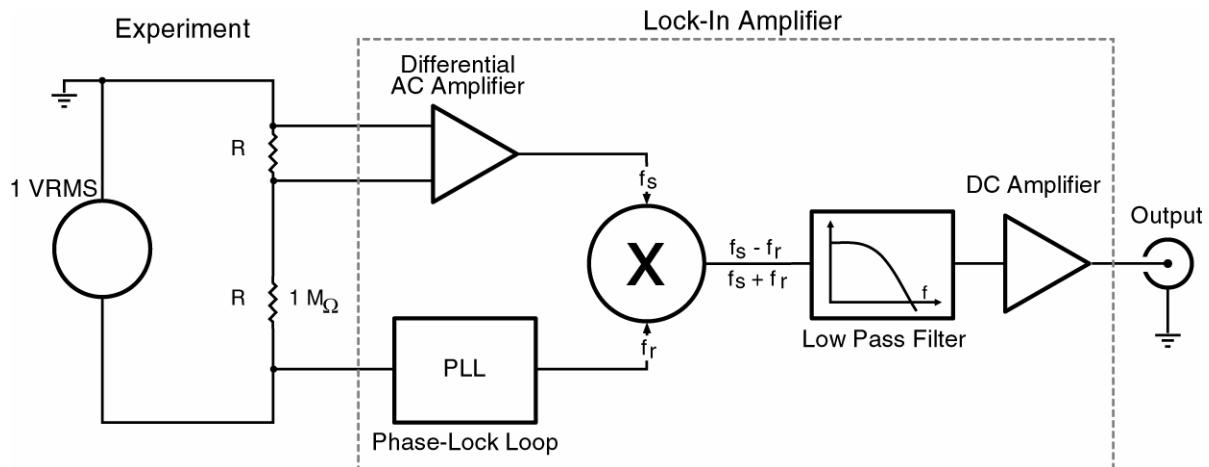 Experiment
Lock-In Amplifier
Differential
AC Amplifier
R
1 VRMS
fs
DC Amplifier
Output
X
fs - fr
fs + fr
f
R
1 MΩ
Low Pass Filter
fr
PLL
Phase-Lock Loop